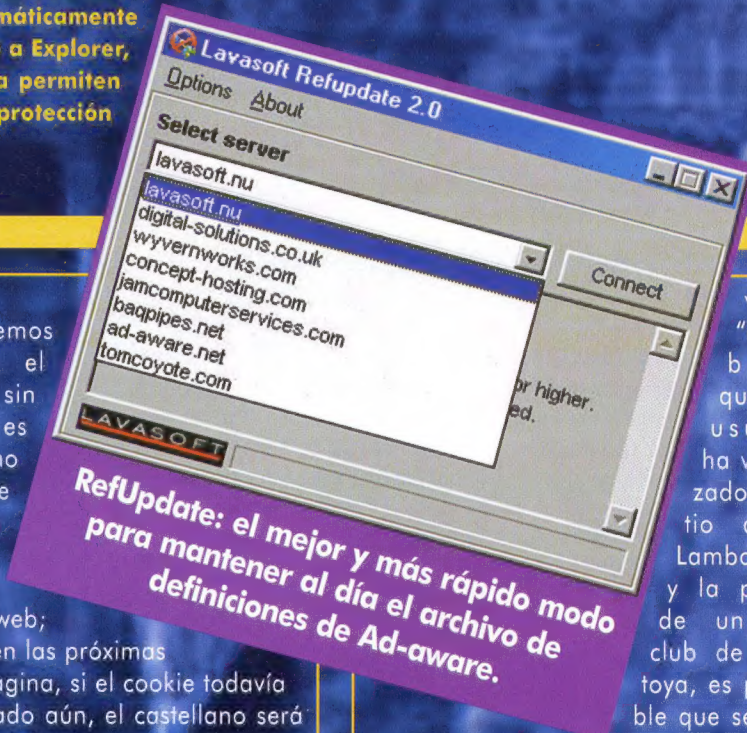 máticamente
a Explorer,
a permiten
protección
Lavasoft Refupdate 2.0
Options About
Select server
lavasoft.nu
lavasoft.nu
digital-solutions.co.uk
wyvernworks.com
concept-hosting.com
jamcomputerservices.com
baqpipes.net
ad-aware.net
tomcoyote.com
Connect
or higher.
ed.
LAVASOFT
RefUpdate: el mejor y más rápido modo
para mantener al día el archivo de
definiciones de Ad-aware.
emos
el
sin
es
no
e
web;
en las próximas
ágina, si el cookie todavía
ado aún, el castellano será
"
b
qu
usu
ha v
zado
tio
Lambo
y la p
de un
club de
toya, es
ble que se